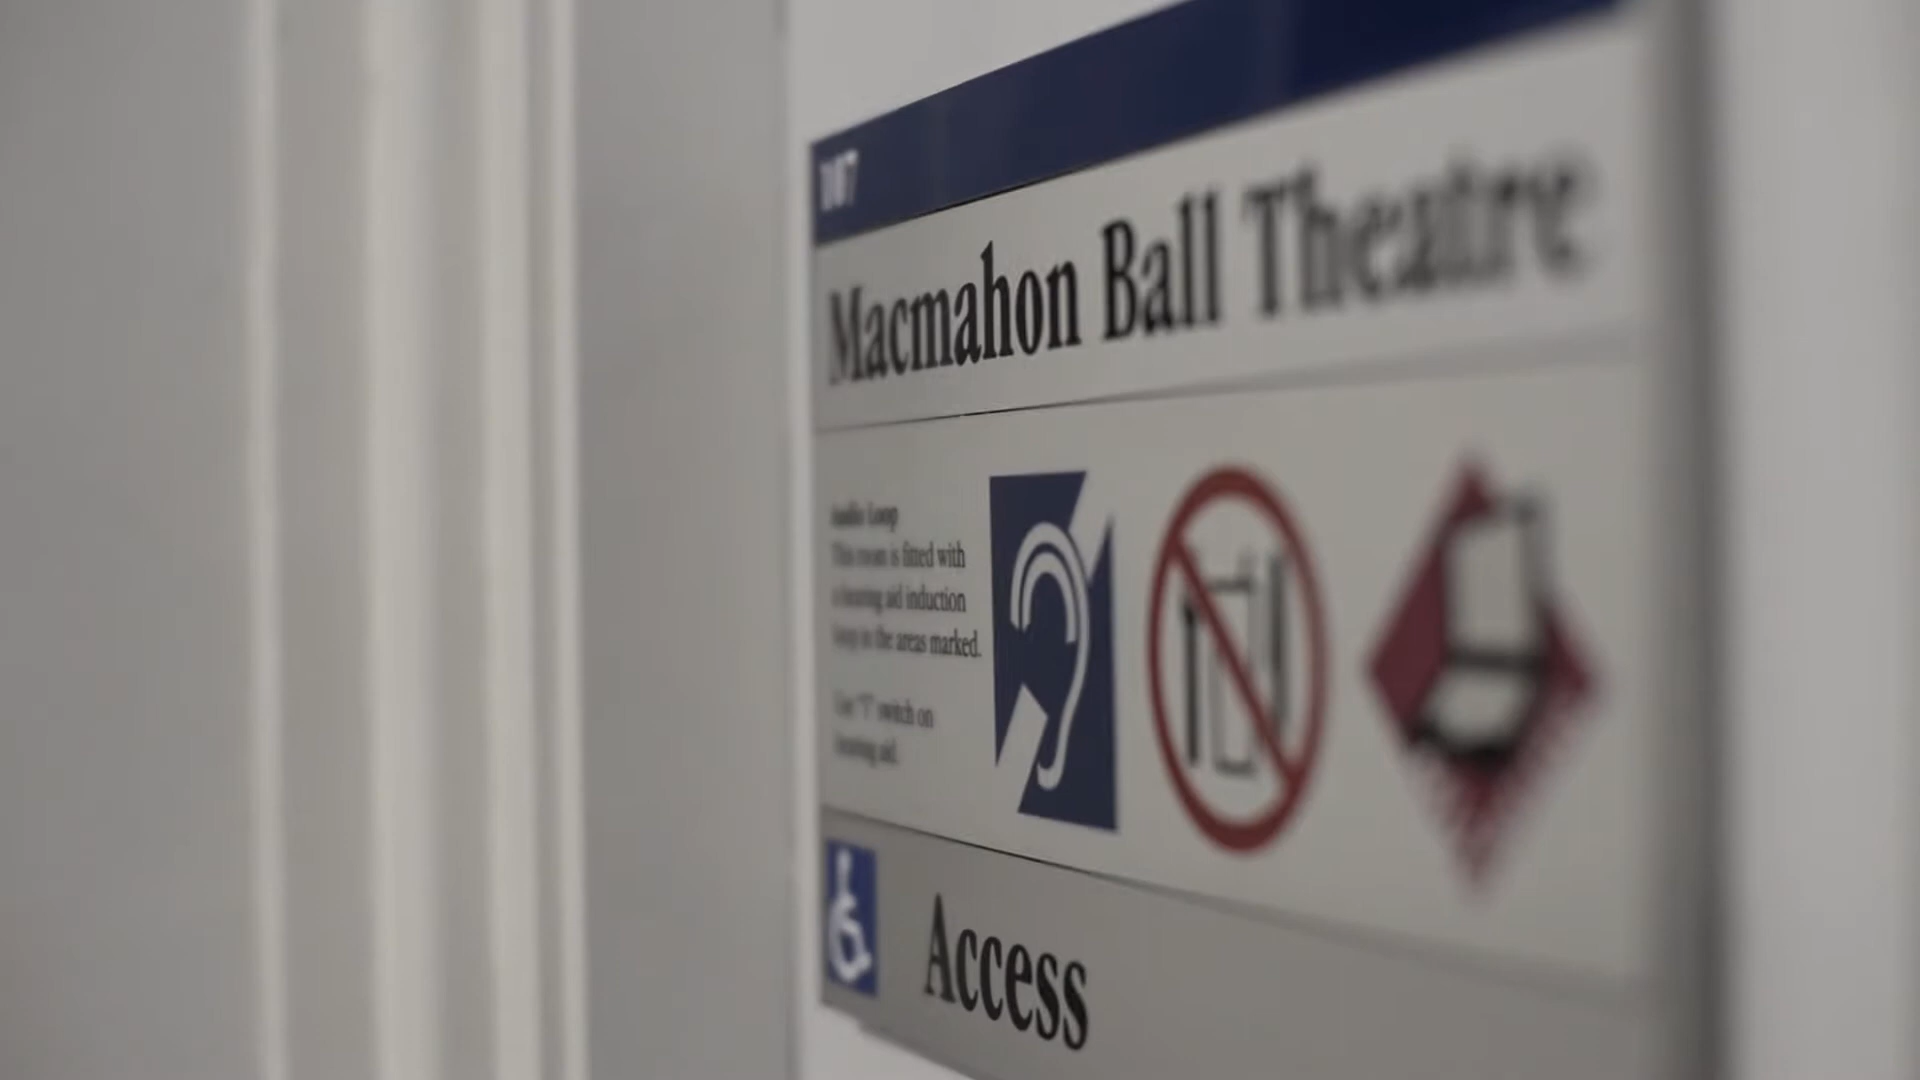 107
Macmahon Ball Theatre
Audio Loop
This room is fitted with
a hearing aid induction
loop in the areas marked.
Use "T" switch on
hearing aid.
Access